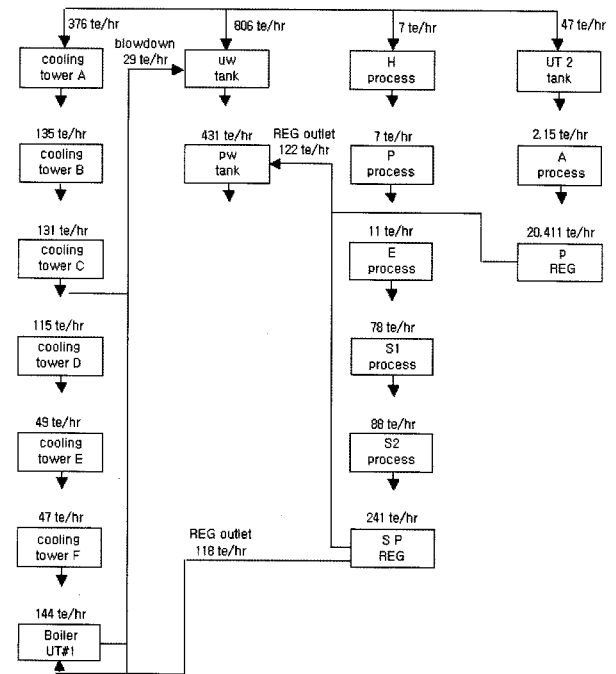 376 te/hr
806 te/hr
7 te/hr
47 te/hr
blowdown
29 te/hr
cooling
tower A
uw
tank
H
process
UT 2
tank
135 te/hr
431 te/hr
REG outlet
122 te/hr
7 te/hr
2.15 te/hr
cooling
tower B
pw
tank
P
process
A
process
131 te/hr
11 te/hr
20.411 te/hr
cooling
tower C
E
process
P
REG
115 te/hr
78 te/hr
cooling
tower D
S1
process
49 te/hr
88 te/hr
cooling
tower E
S2
process
47 te/hr
REG outlet
118 te/hr
241 te/hr
cooling
tower F
S P
REG
144 te/hr
Boiler
UT#1